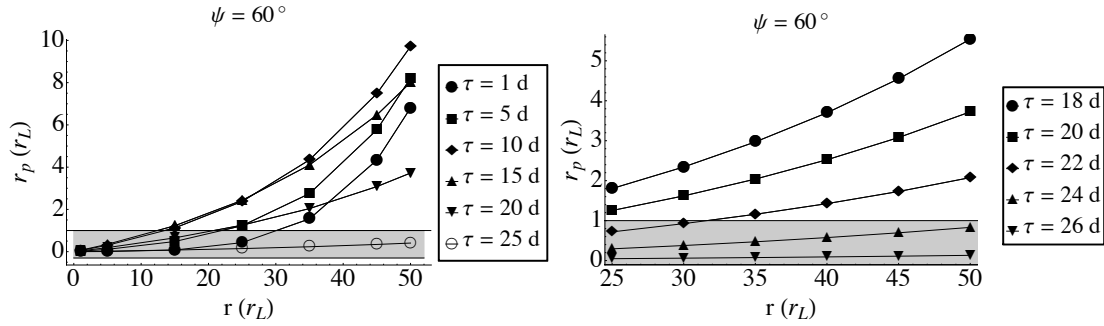 ψ = 60°
10
8
6
4
2
0
r_p (r_L)
0 10 20 30 40 50
r (r_L)
τ = 1 d
τ = 5 d
τ = 10 d
τ = 15 d
τ = 20 d
τ = 25 d
ψ = 60°
5
4
3
2
1
0
r_p (r_L)
25 30 35 40 45 50
r (r_L)
τ = 18 d
τ = 20 d
τ = 22 d
τ = 24 d
τ = 26 d